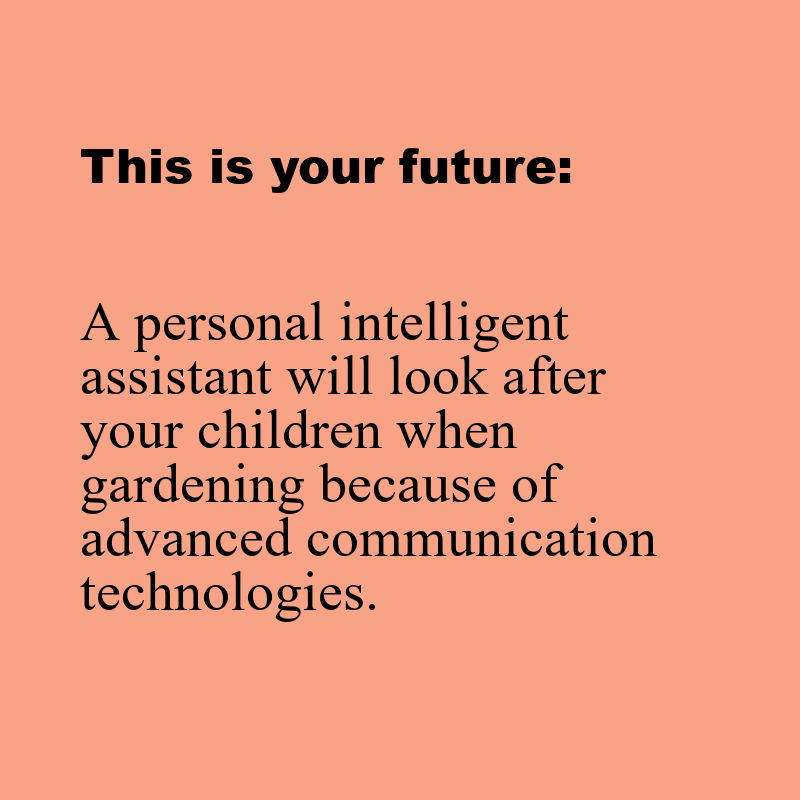 This is your future:
A personal intelligent
assistant will look after
your children when
gardening because of
advanced communication
technologies.